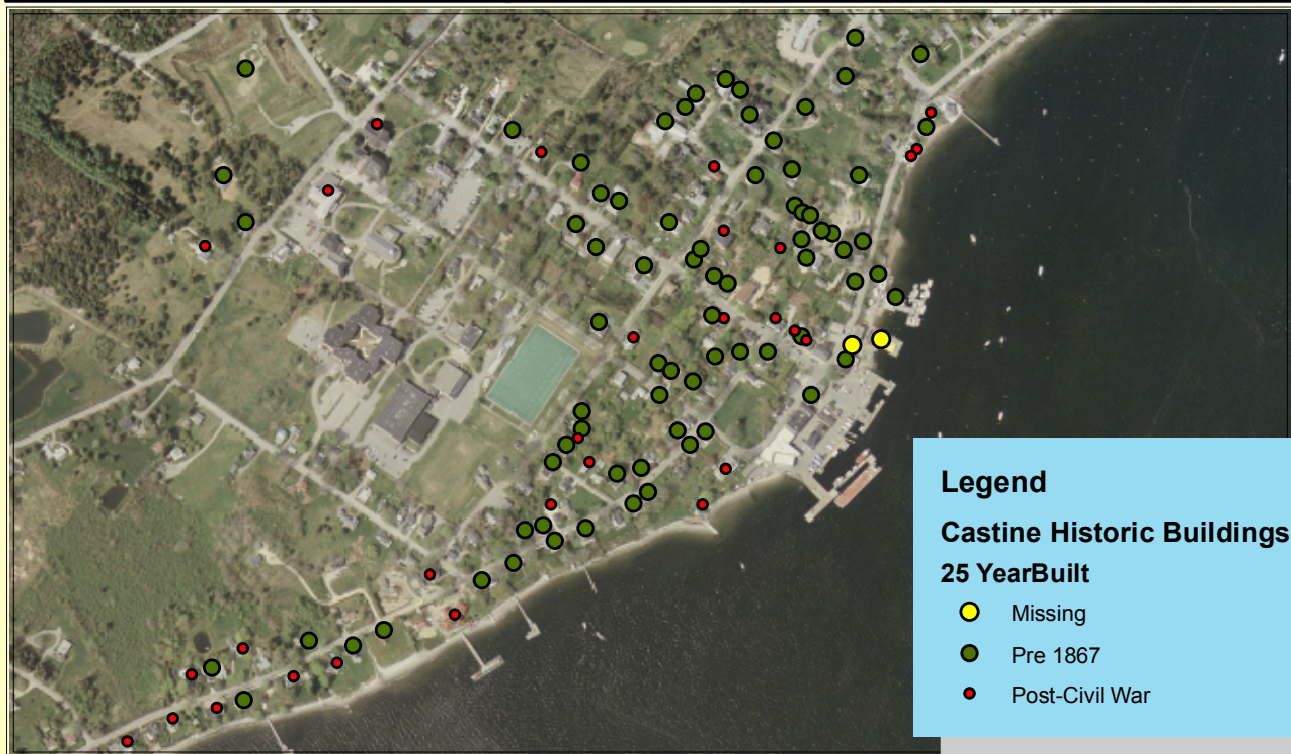 Legend
Castine Historic Buildings
25 YearBuilt
Missing
Pre 1867
Post-Civil War